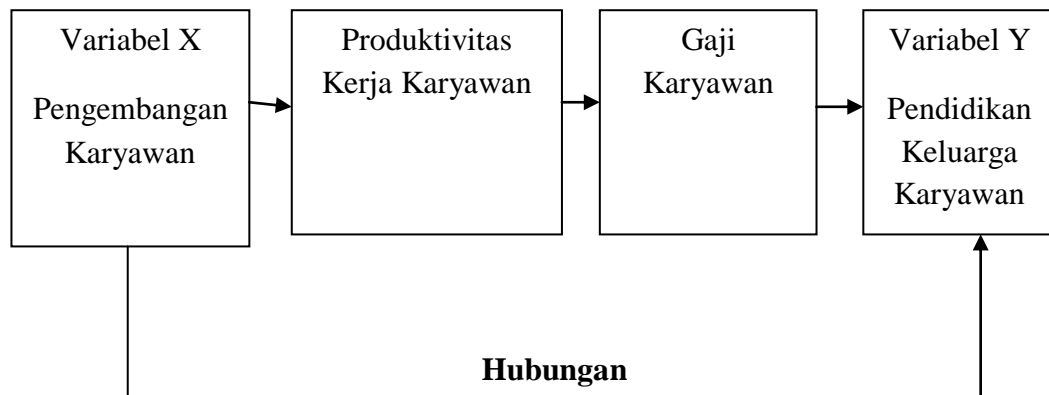 Variabel X
Pengembangan
Karyawan
Produktivitas
Kerja Karyawan
Gaji
Karyawan
Variabel Y
Pendidikan
Keluarga
Karyawan
Hubungan